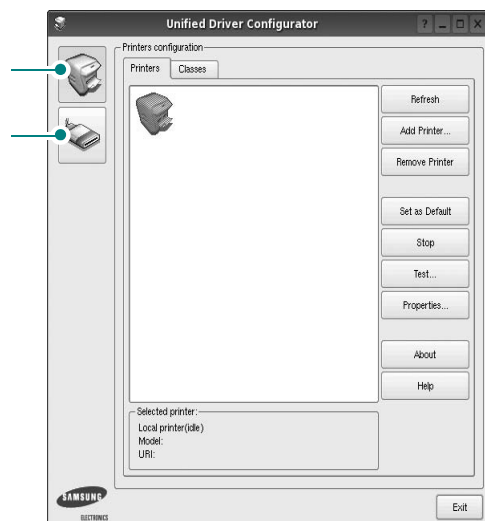 Unified Driver Configurator
Printers configuration
Printers
Classes
Refresh
Add Printer...
Remove Printer
Set as Default
Stop
Test...
Properties...
About
Help
Selected printer:
Local printer(idle)
Model:
URI:
SAMSUNG
ELECTRONICS
Exit